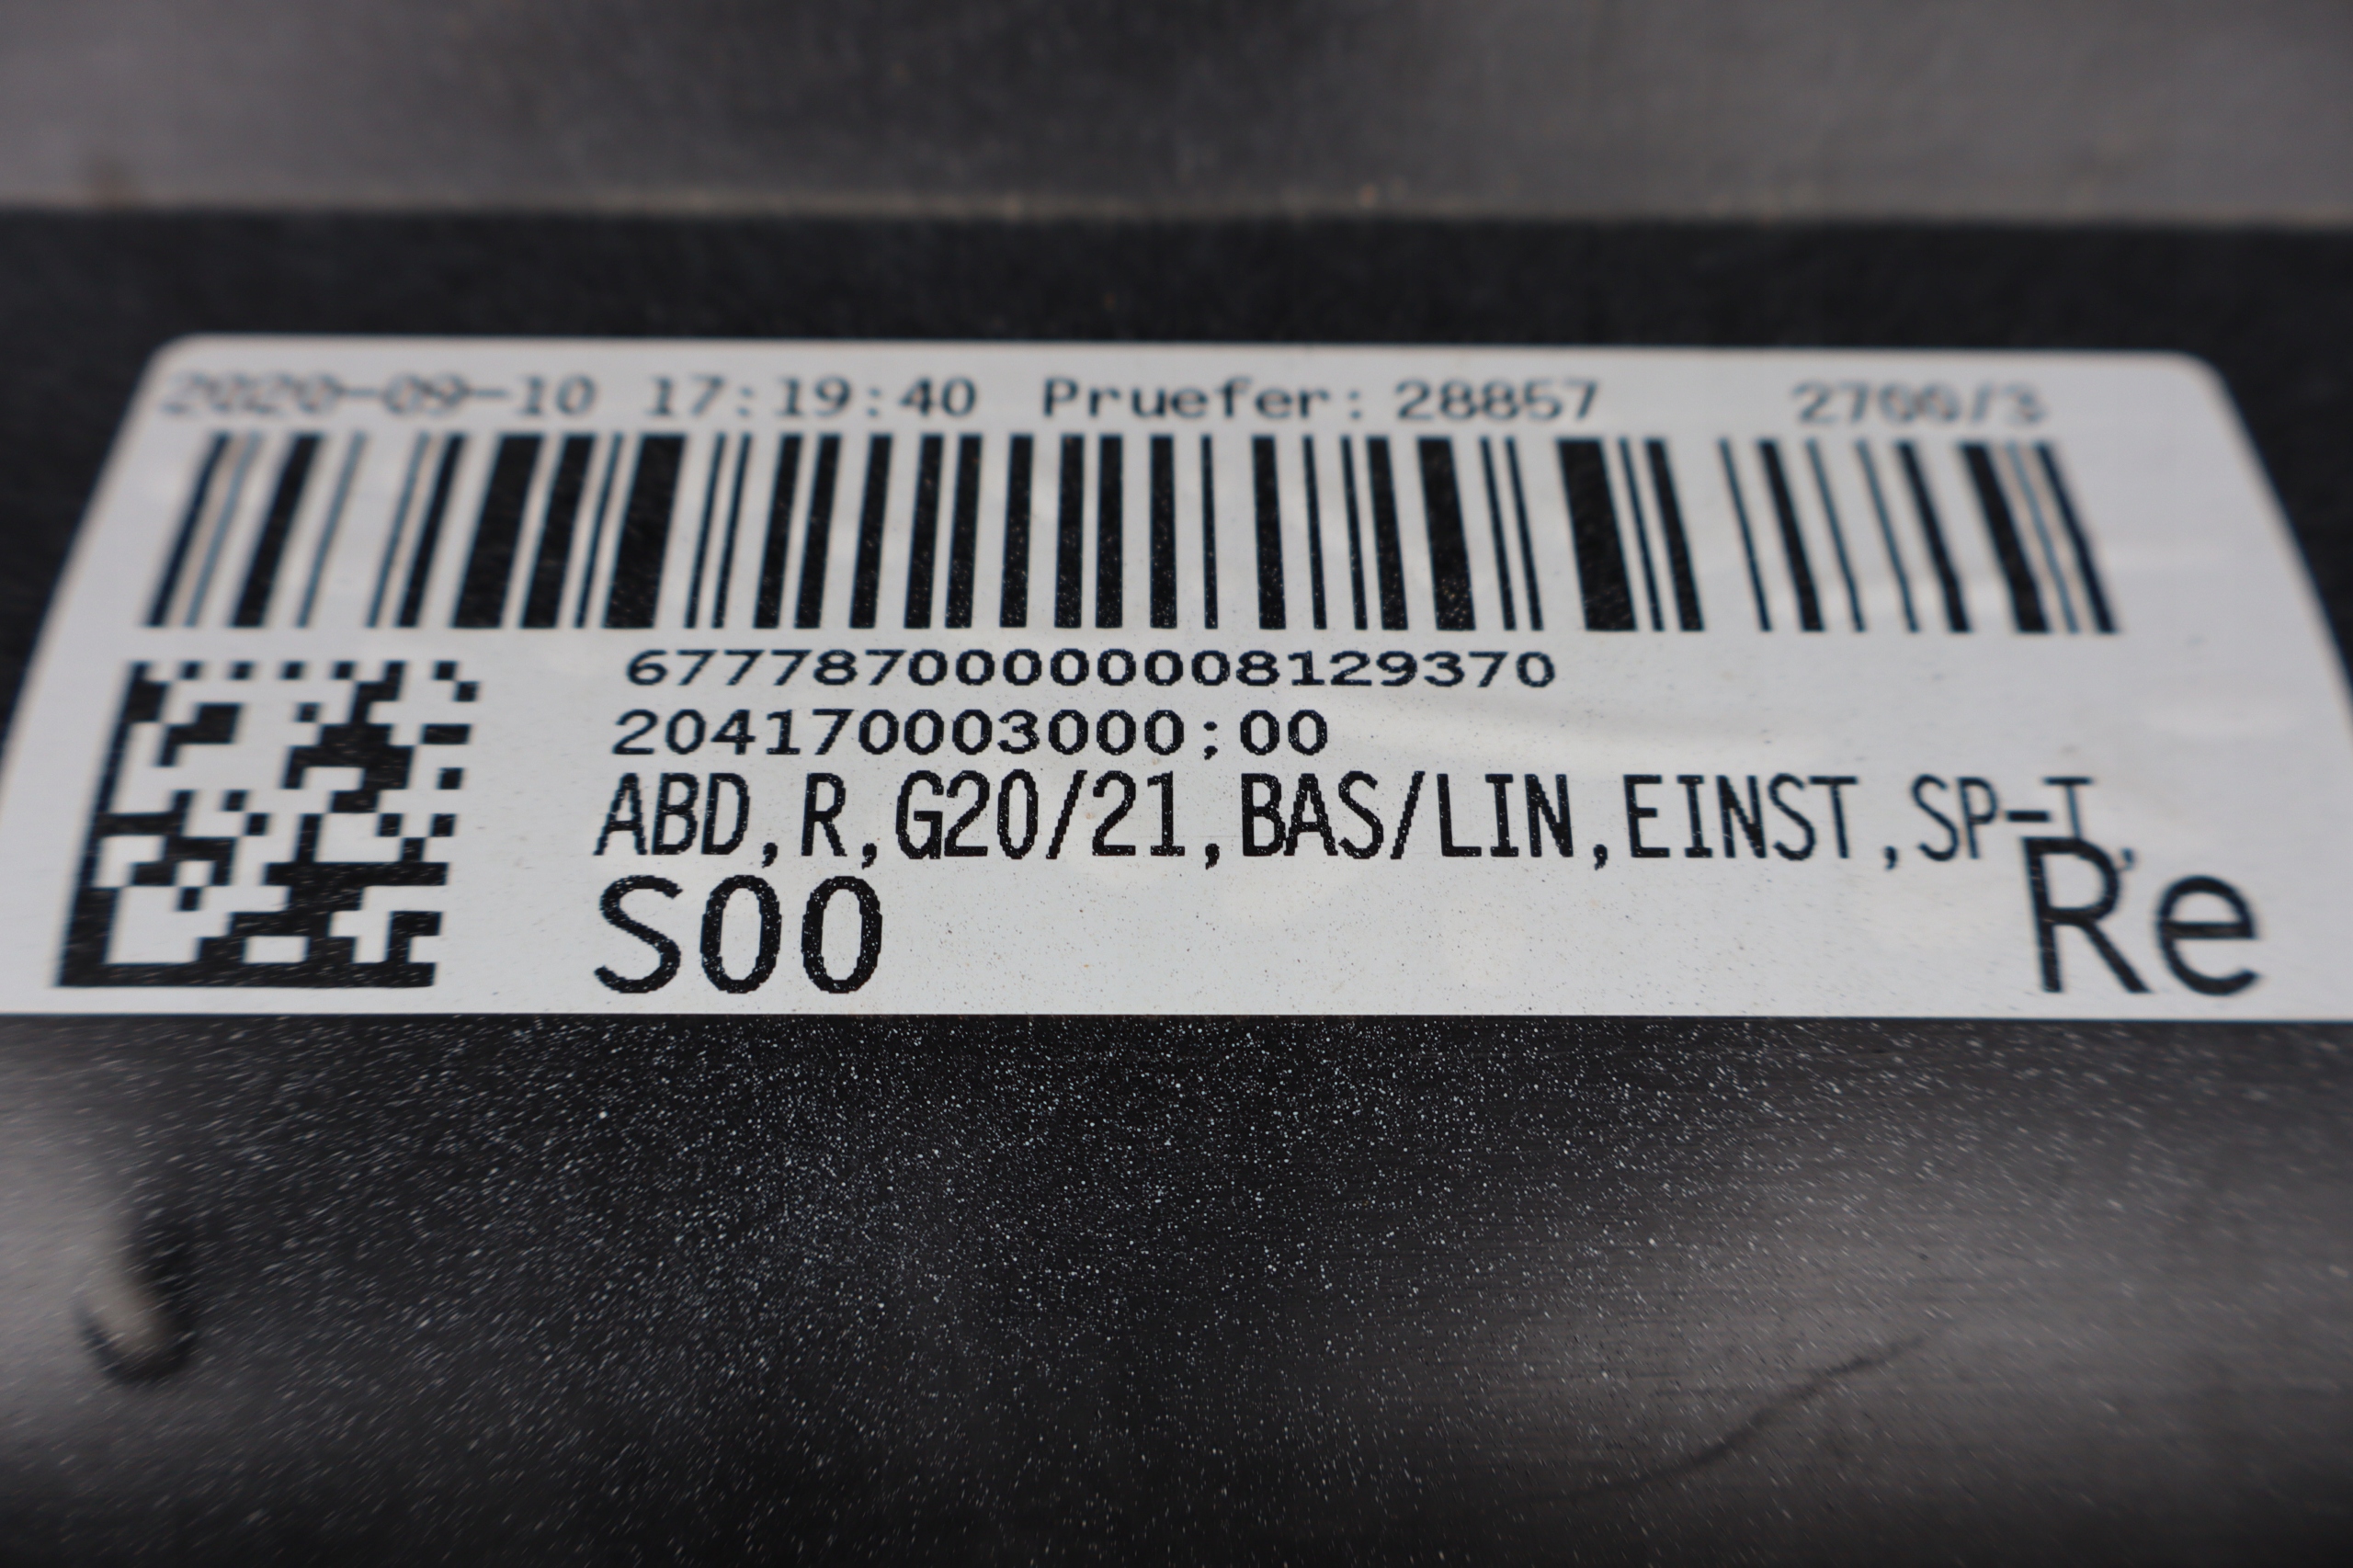 2020-09-10 17:19:40 Pruefer:28857 2700/3
67778700000008129370
204170003000;00
ABD,R,G20/21,BAS/LIN,EINST,SP-T,
S00 Re